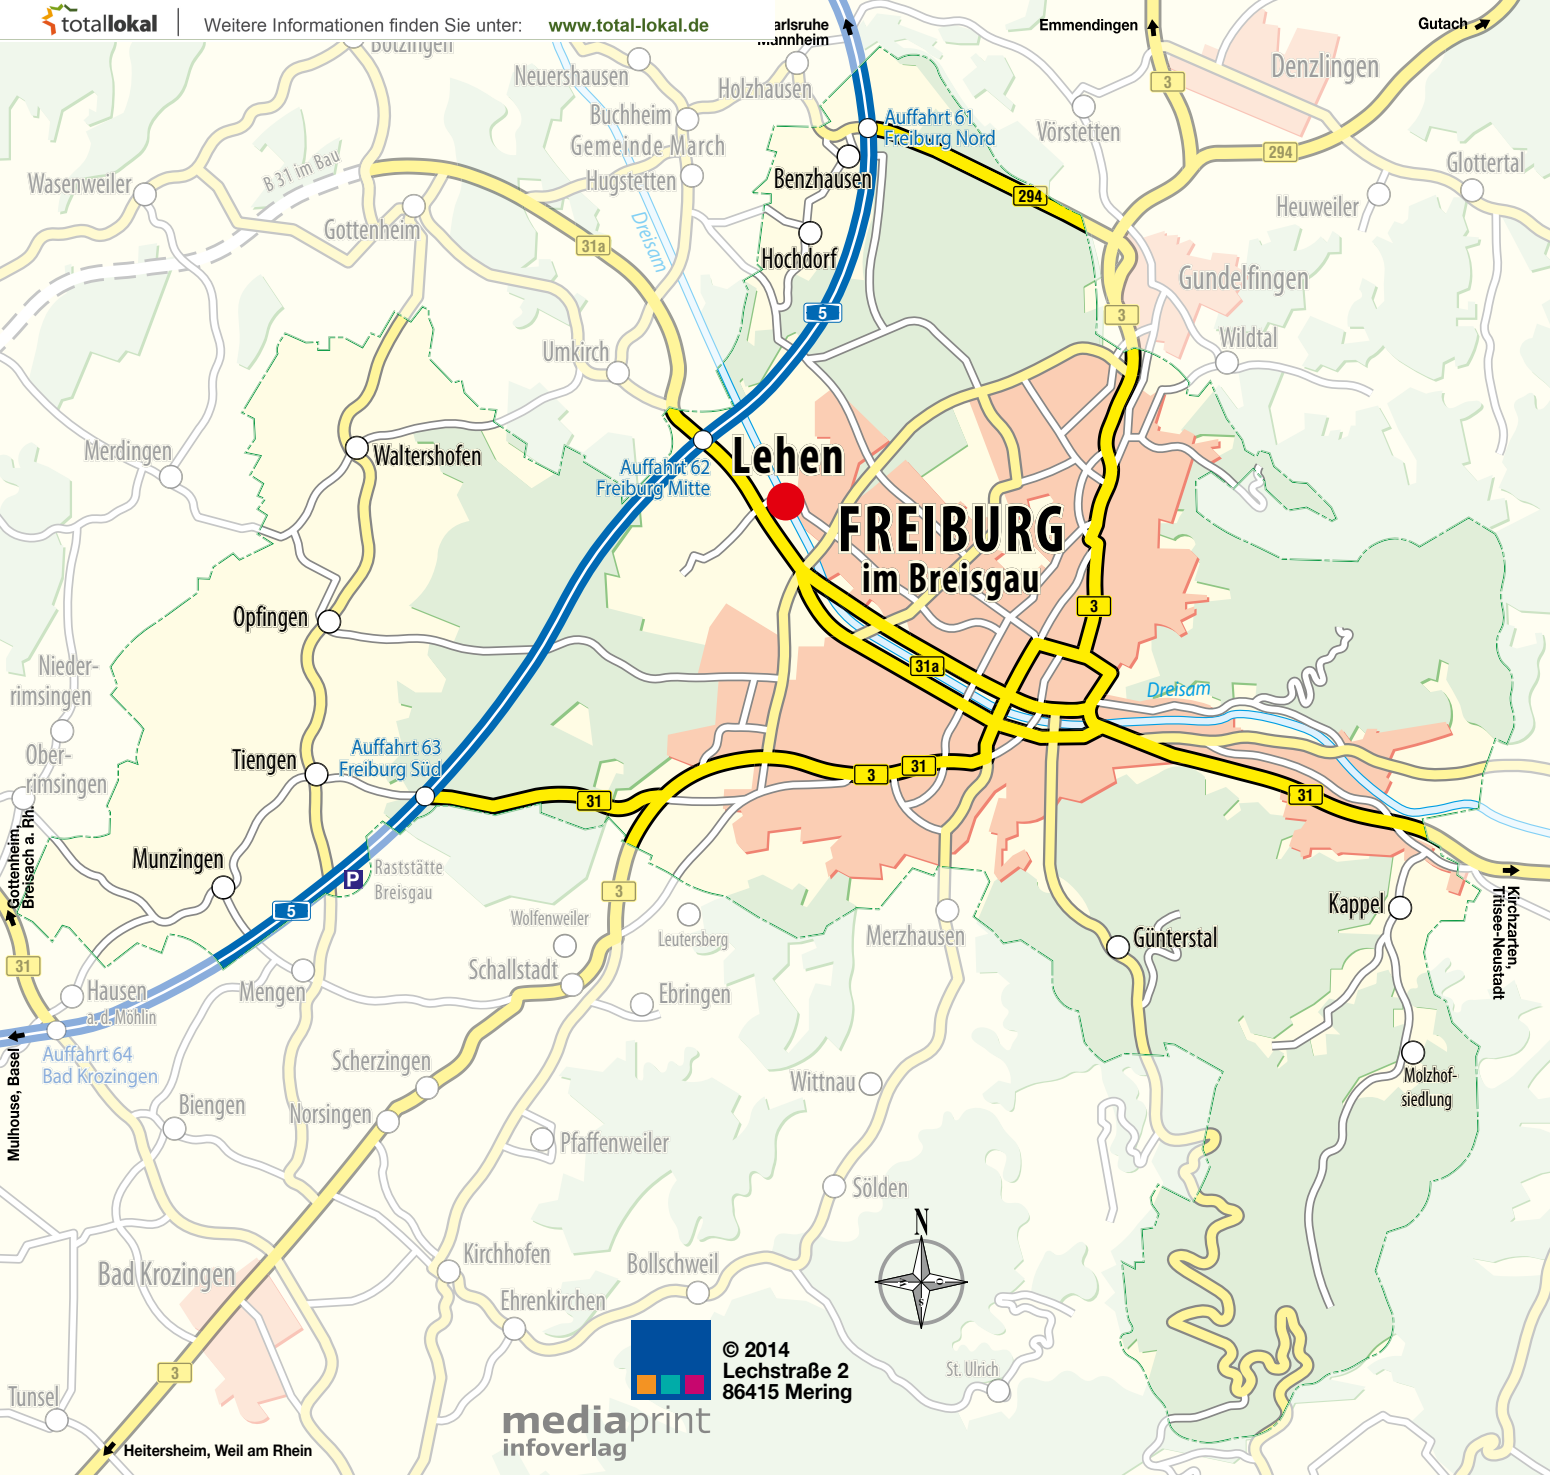 totallokal
Weitere Informationen finden Sie unter:
www.total-lokal.de
arlsruhe
Mannheim
Emmendingen
Gutach
Bötzingen
Neuershausen
Holzhausen
Denzlingen
3
Buchheim
Gemeinde March
Auffahrt 61
Freiburg Nord
Vörstetten
294
Glottertal
B 31 im Bau
Wasenweiler
Hugstetten
Benzhausen
294
Heuweiler
Gottenheim
31a
Dreisam
Hochdorf
Gundelfingen
5
3
Wildtal
Umkirch
Merdingen
Waltershofen
Auffahrt 62
Freiburg Mitte
Lehen
FREIBURG
im Breisgau
3
Opfingen
31a
Dreisam
Nieder-
rimsingen
Ober-
rimsingen
Tiengen
Auffahrt 63
Freiburg Süd
31
3
31
31
Gottenheim,
Breisach a. Rh.
Munzingen
P
Raststätte
Breisgau
3
5
Wolfenweiler
Leutersberg
Merzhausen
Günterstal
Kappel
Kirchzarten,
Titisee-Neustadt
31
Schallstadt
Mengen
Hausen
a. d. Möhlin
Ebringen
Auffahrt 64
Bad Krozingen
Mulhouse, Basel
Scherzingen
Wittnau
Molzhof-
siedlung
Biengen
Norsingen
Pfaffenweiler
Sölden
N
O
S
W
Kirchhofen
Bollschweil
Bad Krozingen
Ehrenkirchen
3
St. Ulrich
Tunsel
© 2014
Lechstraße 2
86415 Mering
mediaprint
infoverlag
Heitersheim, Weil am Rhein